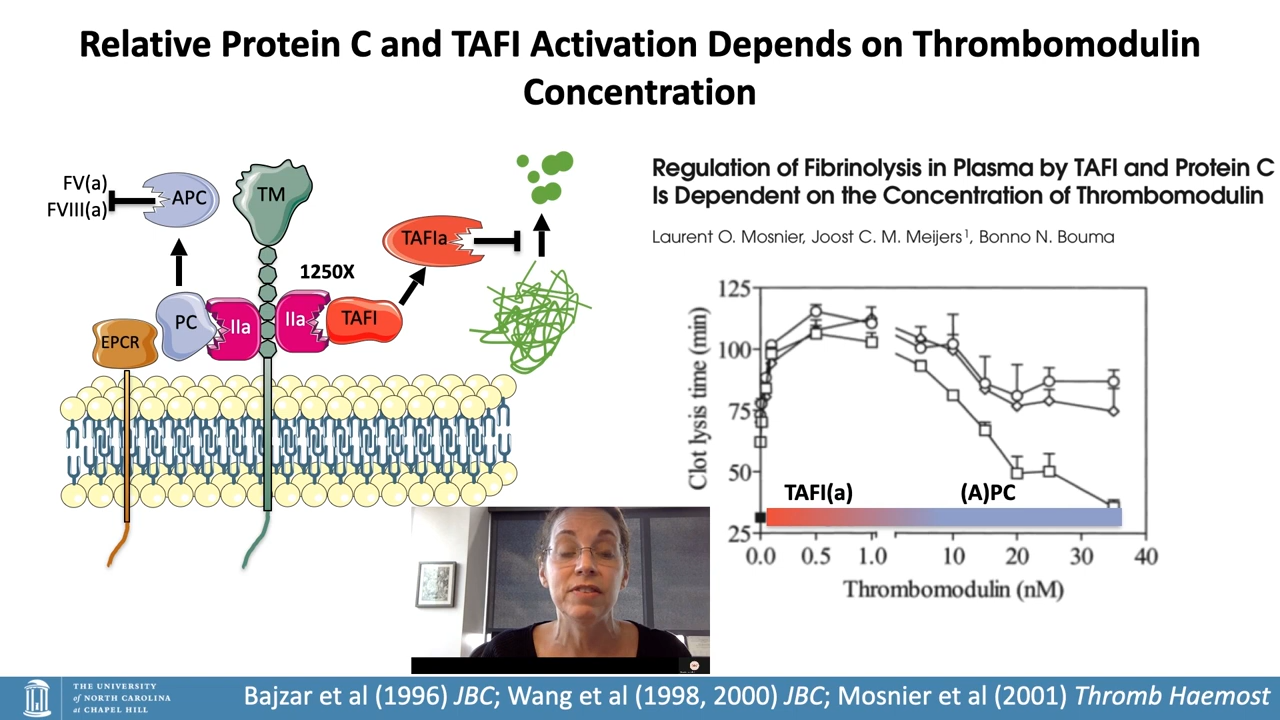 Relative Protein C and TAFI Activation Depends on Thrombomodulin
Concentration
FV(a)
FVIII(a)
APC
TM
TAFIa
1250X
EPCR
PC
IIa
IIa
TAFI
Regulation of Fibrinolysis in Plasma by TAFI and Protein C
Is Dependent on the Concentration of Thrombomodulin
Laurent O. Mosnier, Joost C. M. Meijers¹, Bonno N. Bouma
Clot lysis time (min)
125
100
75
50
25
TAFI(a)
(A)PC
0.0 0.5 1.0 10 20 30 40
Thrombomodulin (nM)
THE UNIVERSITY
of NORTH CAROLINA
at CHAPEL HILL
Bajzar et al (1996) JBC; Wang et al (1998, 2000) JBC; Mosnier et al (2001) Thromb Haemost